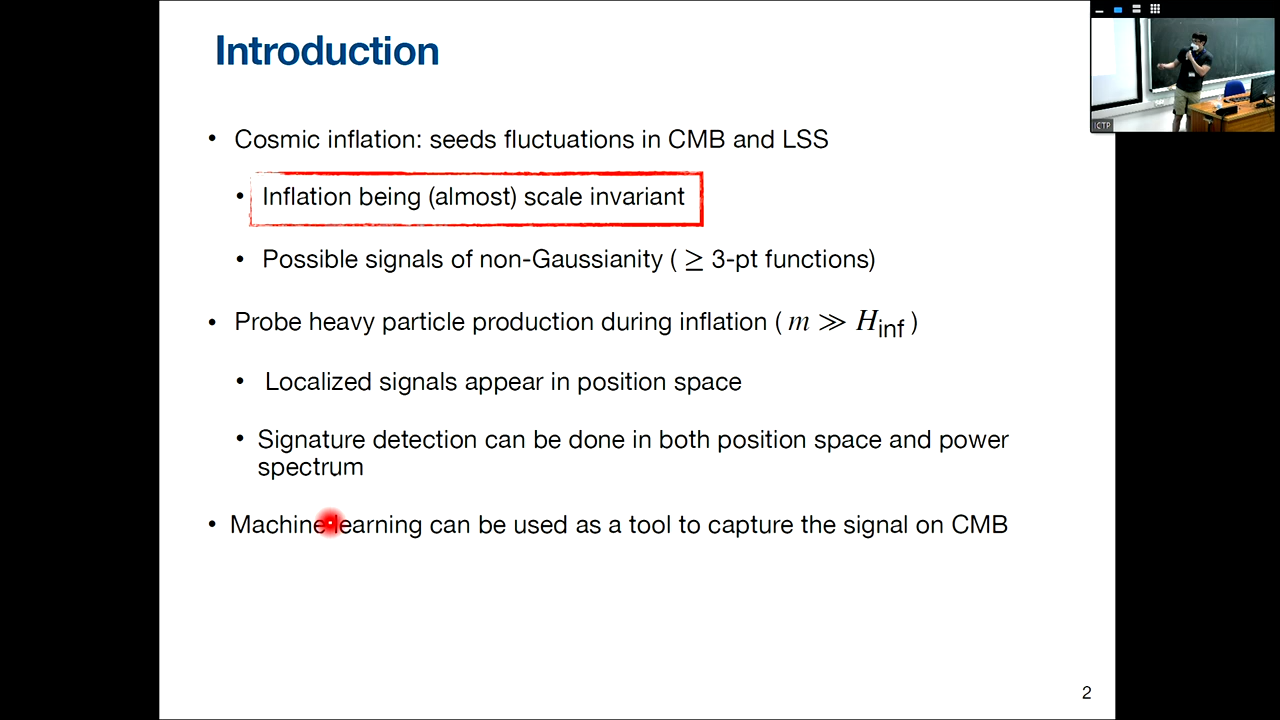 Introduction
• Cosmic inflation: seeds fluctuations in CMB and LSS
• Inflation being (almost) scale invariant
• Possible signals of non-Gaussianity ( ≥ 3-pt functions)
• Probe heavy particle production during inflation ( m ≫ H_inf )
• Localized signals appear in position space
• Signature detection can be done in both position space and power
spectrum
• Machine learning can be used as a tool to capture the signal on CMB
2
ICTP